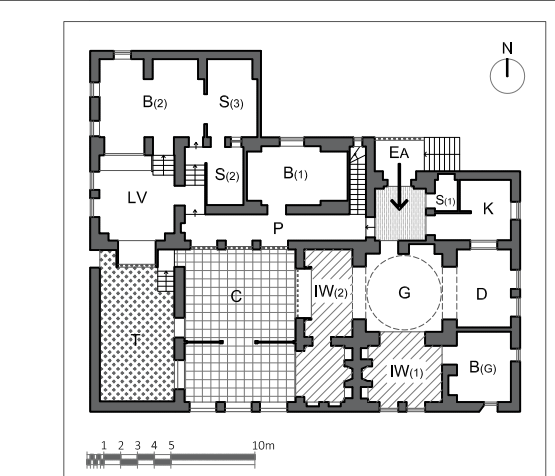 N
B(2)
S(3)
EA
S(2)
B(1)
S(1)
K
LV
P
C
IW(2)
G
D
T
IW(1)
B(G)
1 2 3 4 5 10m